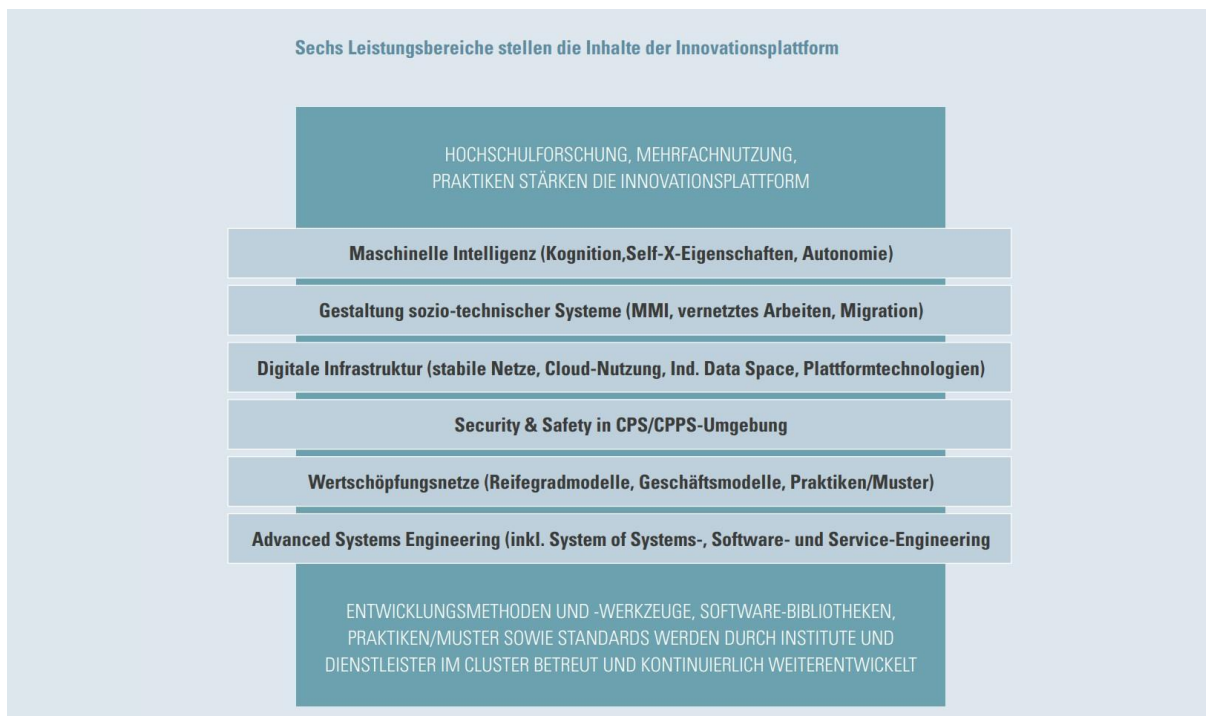 Sechs Leistungsbereiche stellen die Inhalte der Innovationsplattform
HOCHSCHULFORSCHUNG, MEHRFACHNUTZUNG,
PRAKTIKEN STÄRKEN DIE INNOVATIONSPLATTFORM
Maschinelle Intelligenz (Kognition,Self-X-Eigenschaften, Autonomie)
Gestaltung sozio-technischer Systeme (MMI, vernetztes Arbeiten, Migration)
Digitale Infrastruktur (stabile Netze, Cloud-Nutzung, Ind. Data Space, Plattformtechnologien)
Security & Safety in CPS/CPPS-Umgebung
Wertschöpfungsnetze (Reifegradmodelle, Geschäftsmodelle, Praktiken/Muster)
Advanced Systems Engineering (inkl. System of Systems-, Software- und Service-Engineering
ENTWICKLUNGSMETHODEN UND -WERKZEUGE, SOFTWARE-BIBLIOTHEKEN,
PRAKTIKEN/MUSTER SOWIE STANDARDS WERDEN DURCH INSTITUTE UND
DIENSTLEISTER IM CLUSTER BETREUT UND KONTINUIERLICH WEITERENTWICKELT